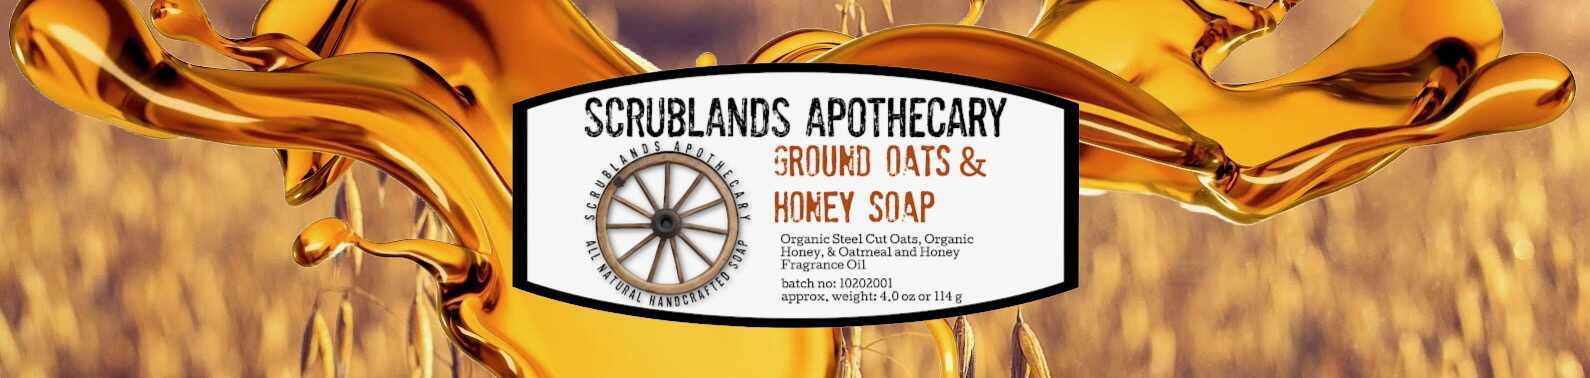 SCRUBLANDS APOTHECARY
SCRUBLANDS APOTHECARY
ALL NATURAL HANDCRAFTED SOAP
GROUND OATS &
HONEY SOAP
Organic Steel Cut Oats, Organic
Honey, & Oatmeal and Honey
Fragrance Oil
batch no: 10202001
approx. weight: 4.0 oz or 114 g